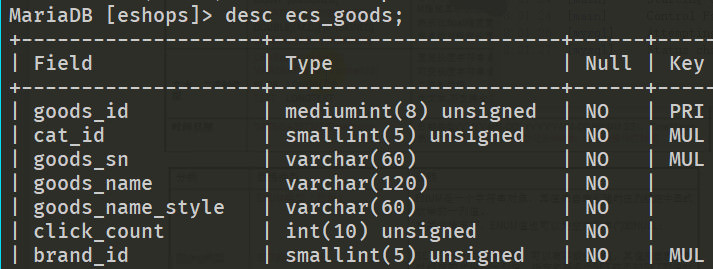 MariaDB [eshops]> desc ecs_goods;
+--------------------+-----------------------+------+-----
| Field              | Type                  | Null | Key
+--------------------+-----------------------+------+-----
| goods_id           | mediumint(8) unsigned | NO   | PRI
| cat_id             | smallint(5) unsigned  | NO   | MUL
| goods_sn           | varchar(60)           | NO   | MUL
| goods_name         | varchar(120)          | NO   |
| goods_name_style   | varchar(60)           | NO   |
| click_count        | int(10) unsigned      | NO   |
| brand_id           | smallint(5) unsigned  | NO   | MUL